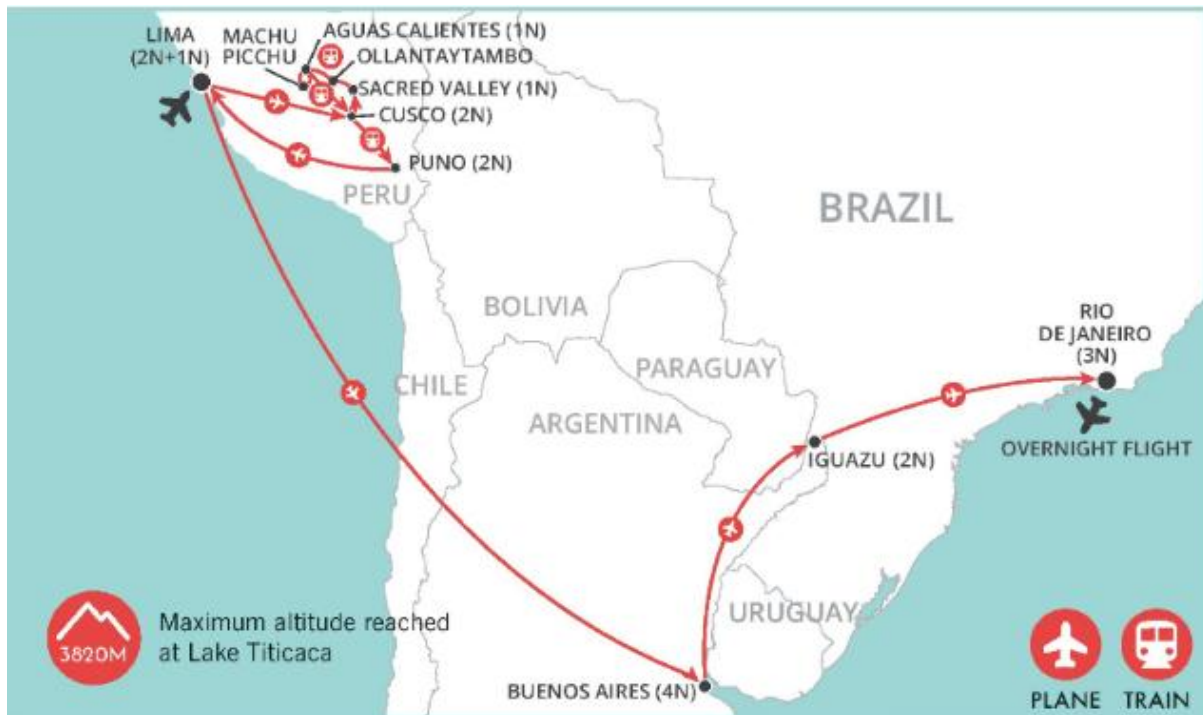 LIMA
(2N+1N)
MACHU
PICCHU
AGUAS CALIENTES (1N)
OLLANTAYTAMBO
SACRED VALLEY (1N)
CUSCO (2N)
PUNO (2N)
PERU
BRAZIL
BOLIVIA
RIO
DE JANEIRO
(3N)
PARAGUAY
CHILE
ARGENTINA
OVERNIGHT FLIGHT
IGUAZU (2N)
URUGUAY
3820M
Maximum altitude reached
at Lake Titicaca
BUENOS AIRES (4N)
PLANE
TRAIN